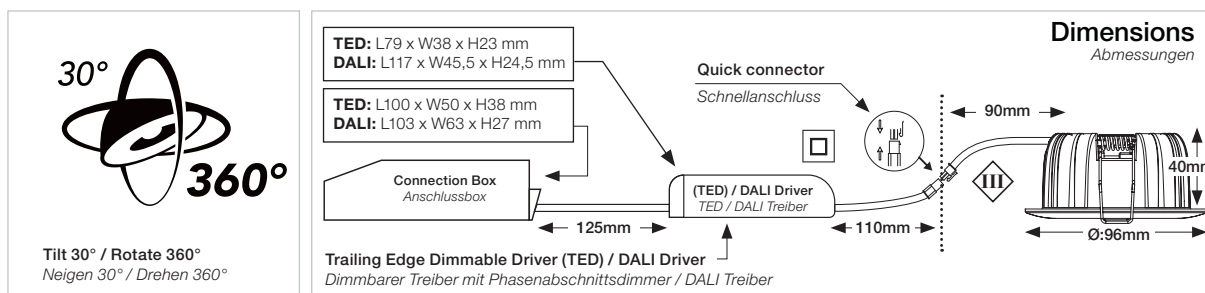 30°
360°
Tilt 30° / Rotate 360°
Neigen 30° / Drehen 360°
Dimensions
Abmessungen
TED: L79 x W38 x H23 mm
DALI: L117 x W45,5 x H24,5 mm
TED: L100 x W50 x H38 mm
DALI: L103 x W63 x H27 mm
Quick connector
Schnellanschluss
90mm
40mm
III
Connection Box
Anschlussbox
(TED) / DALI Driver
TED / DALI Treiber
125mm
110mm
Ø:96mm
Trailing Edge Dimmable Driver (TED) / DALI Driver
Dimmbarer Treiber mit Phasenabschnittsdimmer / DALI Treiber